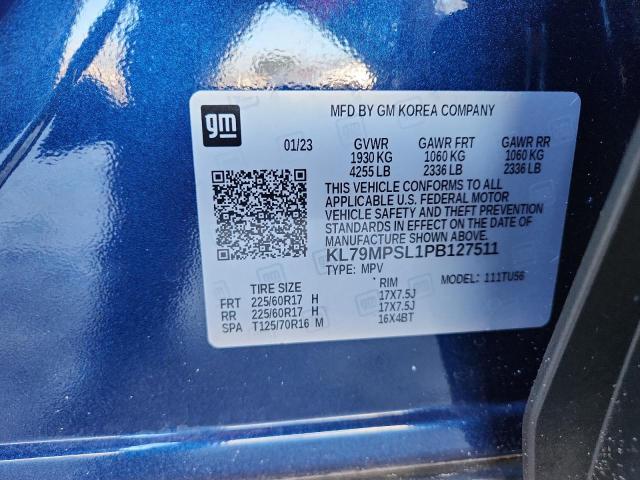 gm
MFD BY GM KOREA COMPANY
01/23 GVWR GAWR FRT GAWR RR
1930 KG 1060 KG 1060 KG
4255 LB 2336 LB 2336 LB
THIS VEHICLE CONFORMS TO ALL
APPLICABLE U.S. FEDERAL MOTOR
VEHICLE SAFETY AND THEFT PREVENTION
STANDARDS IN EFFECT ON THE DATE OF
MANUFACTURE SHOWN ABOVE.
KL79MPSL1PB127511
TYPE: MPV MODEL: 111TU56
TIRE SIZE RIM
FRT 225/60R17 H 17X7.5J
RR 225/60R17 H 17X7.5J
SPA T125/70R16 M 16X4BT